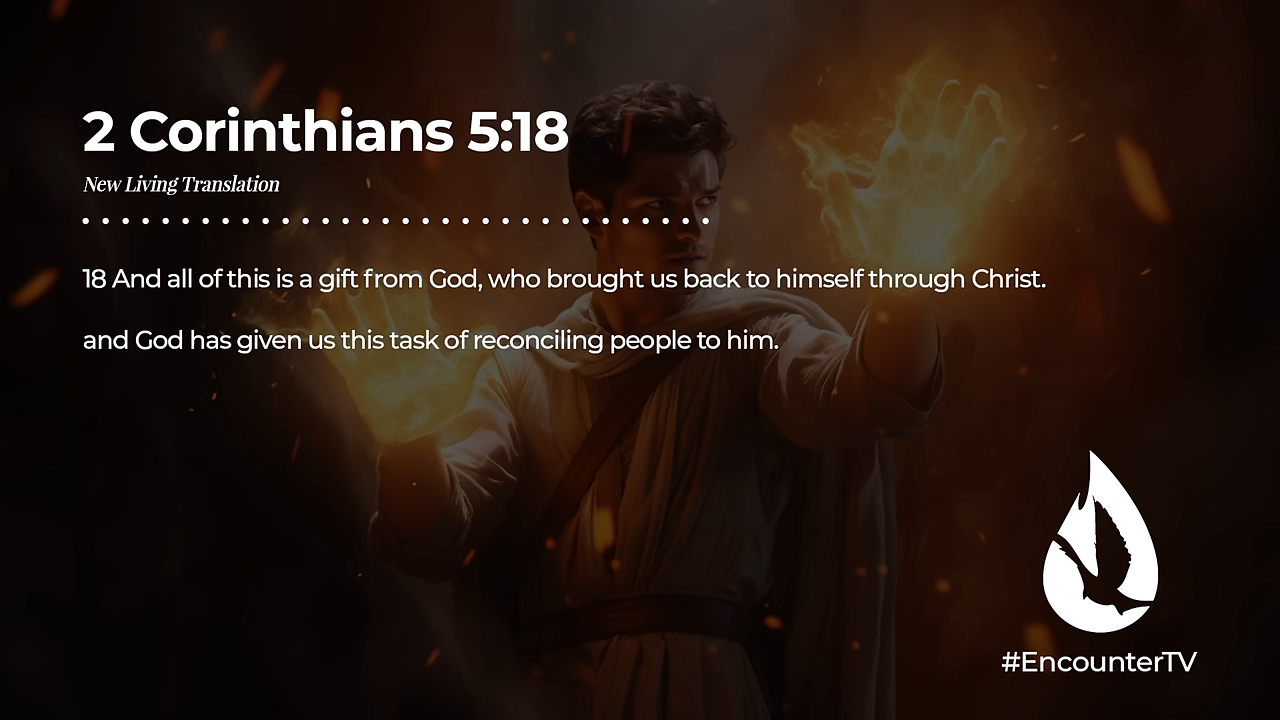 2 Corinthians 5:18
New Living Translation
18 And all of this is a gift from God, who brought us back to himself through Christ.
and God has given us this task of reconciling people to him.
#EncounterTV